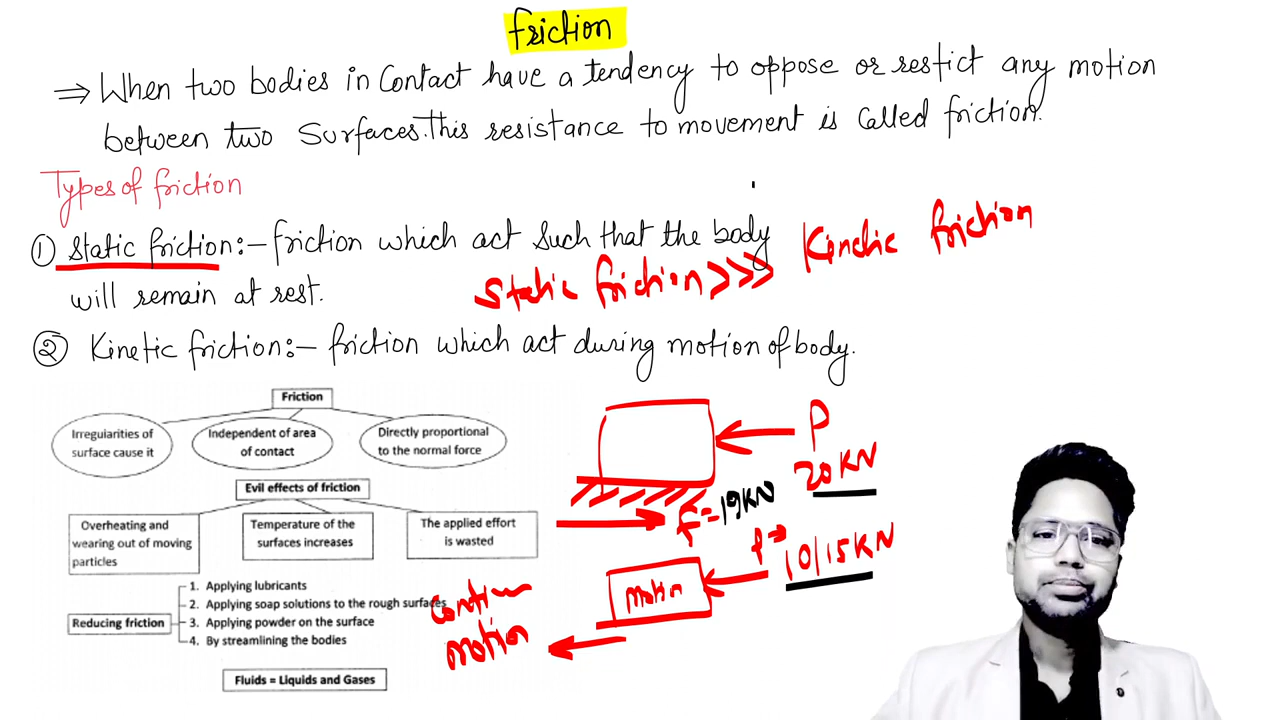 friction
⇒ When two bodies in Contact have a tendency to oppose or restict any motion
between two Surfaces.This resistance to movement is called friction.
Types of friction
① Static friction:- friction which act Such that the body
will remain at rest.
Static friction >>> Kinetic friction
② Kinetic friction:- friction which act during motion of body.
Friction
Irregularities of
surface cause it
Independent of area
of contact
Directly proportional
to the normal force
Evil effects of friction
Overheating and
wearing out of moving
particles
Temperature of the
surfaces increases
The applied effort
is wasted
Reducing friction
1. Applying lubricants
2. Applying soap solutions to the rough surfaces
3. Applying powder on the surface
4. By streamlining the bodies
Fluids = Liquids and Gases
P
20 KN
F = 19KN
P ⇒ 10/15KN
motion
motion